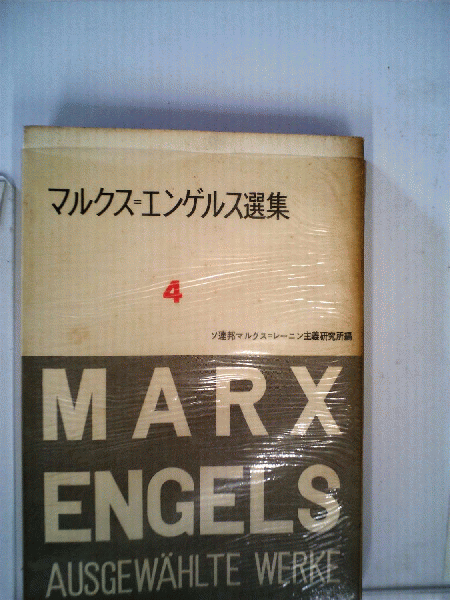 マルクス=エンゲルス選集
4
ソ連邦マルクス=レーニン主義研究所編
MARX
ENGELS
AUSGEWÄHLTE WERKE